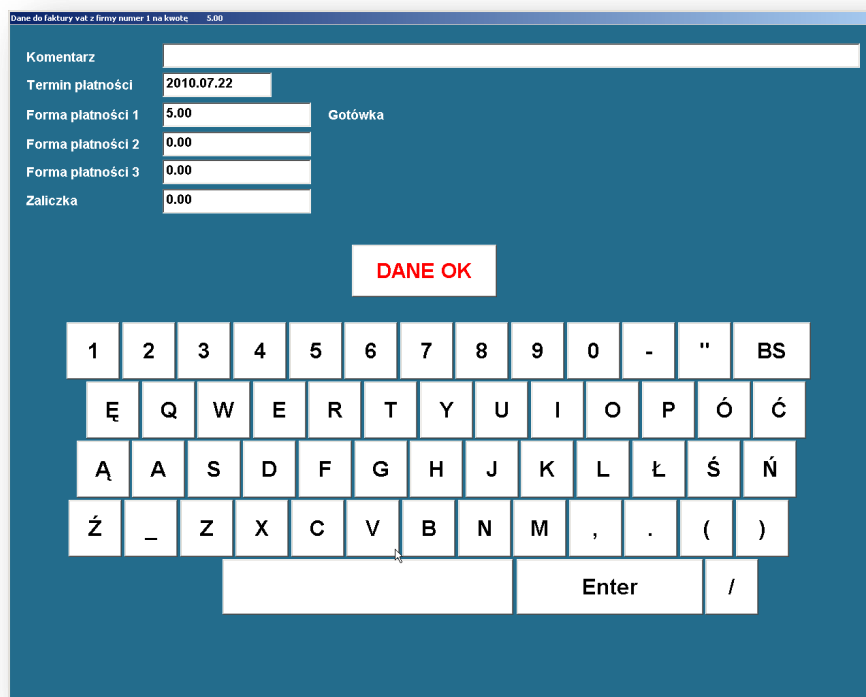 Dane do faktury vat z firmy numer 1 na kwotę 5.00
Komentarz
Termin płatności 2010.07.22
Forma płatności 1 5.00 Gotówka
Forma płatności 2 0.00
Forma płatności 3 0.00
Zaliczka 0.00
DANE OK
1 2 3 4 5 6 7 8 9 0 - " BS
Ę Q W E R T Y U I O P Ó Ć
Ą A S D F G H J K L Ł Ś Ń
Ź _ Z X C V B N M , . ( )
Enter /